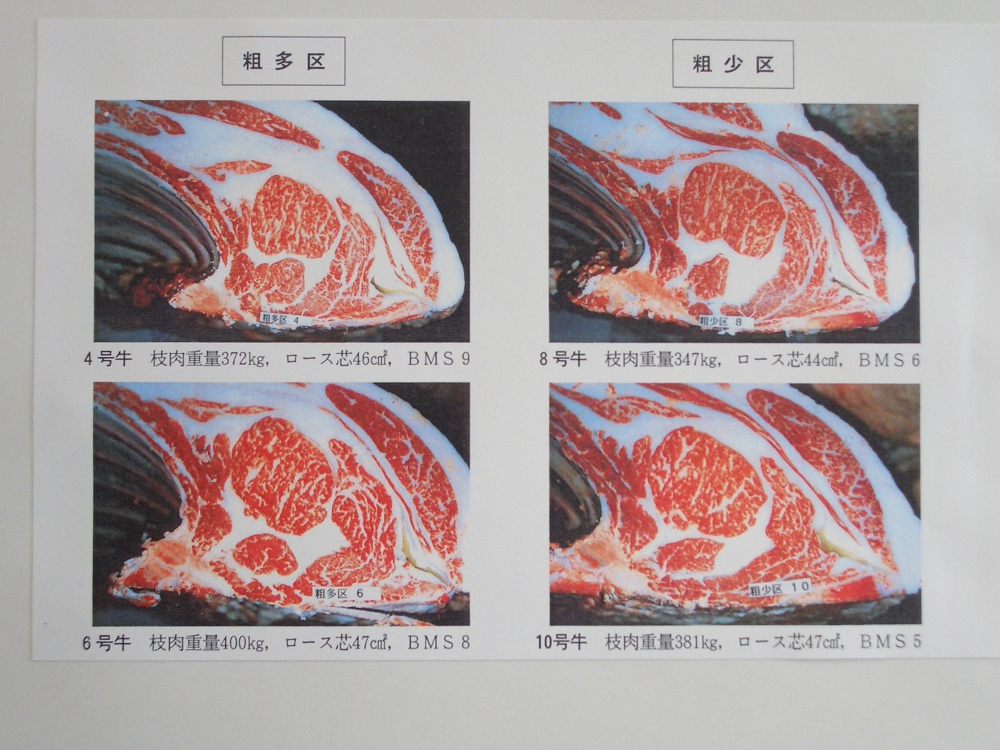 粗多区
粗少区
粗多区 4
粗少区 8
4号牛 枝肉重量372kg, ロース芯46c㎡, BMS9
8号牛 枝肉重量347kg, ロース芯44c㎡, BMS6
粗多区 6
粗少区 10
6号牛 枝肉重量400kg, ロース芯47c㎡, BMS8
10号牛 枝肉重量381kg, ロース芯47c㎡, BMS5